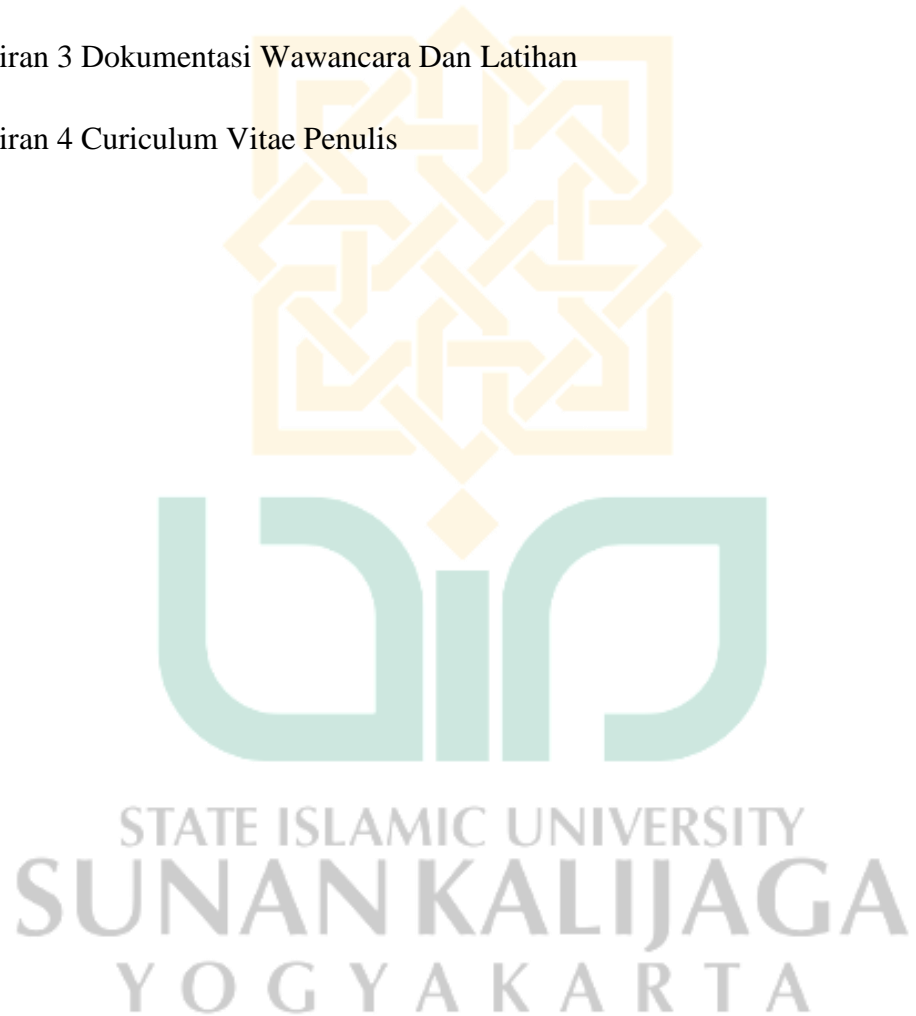 iran 3 Dokumentasi Wawancara Dan Latihan
iran 4 Curiculum Vitae Penulis
STATE ISLAMIC UNIVERSITY
SUNAN KALIJAGA
YOGYAKARTA